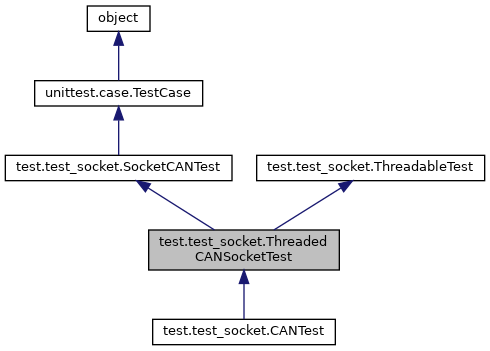 object
unittest.case.TestCase
test.test_socket.SocketCANTest
test.test_socket.ThreadableTest
test.test_socket.Threaded
CANSocketTest
test.test_socket.CANTest